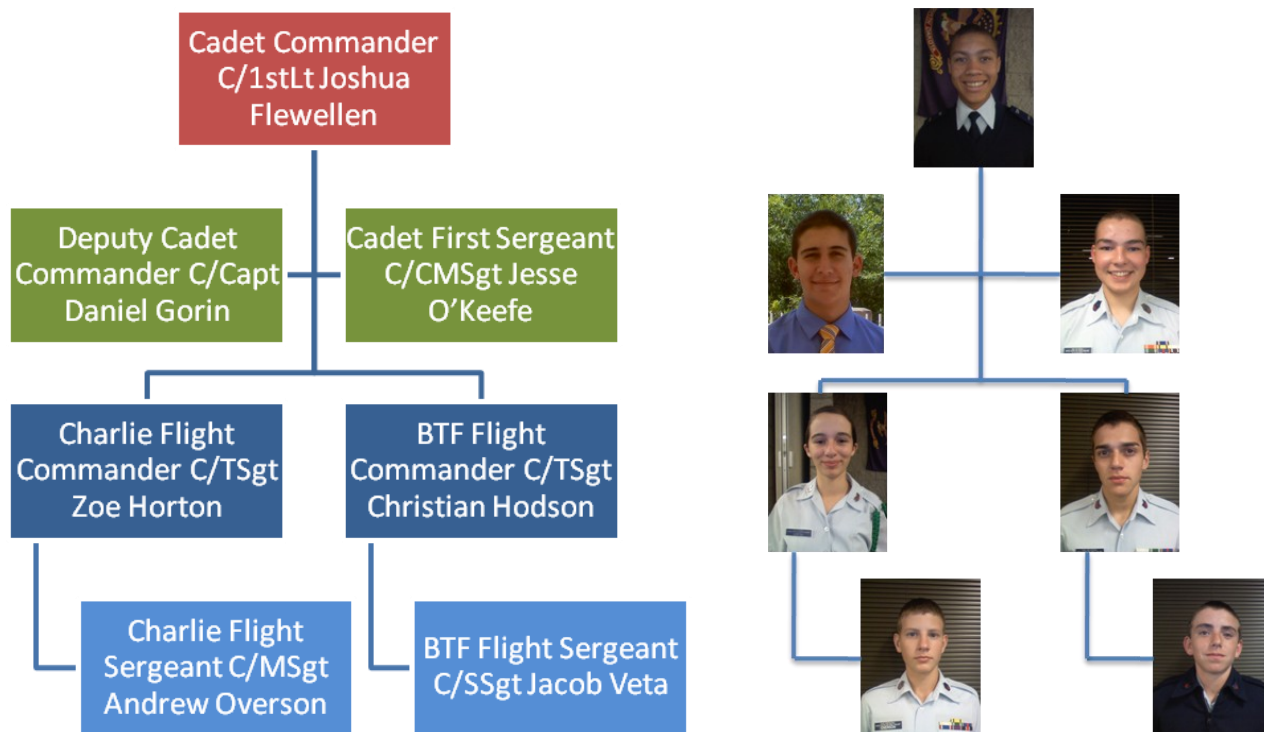 Cadet Commander
C/1stLt Joshua
Flewellen
Deputy Cadet
Commander C/Capt
Daniel Gorin
Cadet First Sergeant
C/CMSgt Jesse
O’Keefe
Charlie Flight
Commander C/TSgt
Zoe Horton
BTF Flight
Commander C/TSgt
Christian Hodson
Charlie Flight
Sergeant C/MSgt
Andrew Overson
BTF Flight Sergeant
C/SSgt Jacob Veta